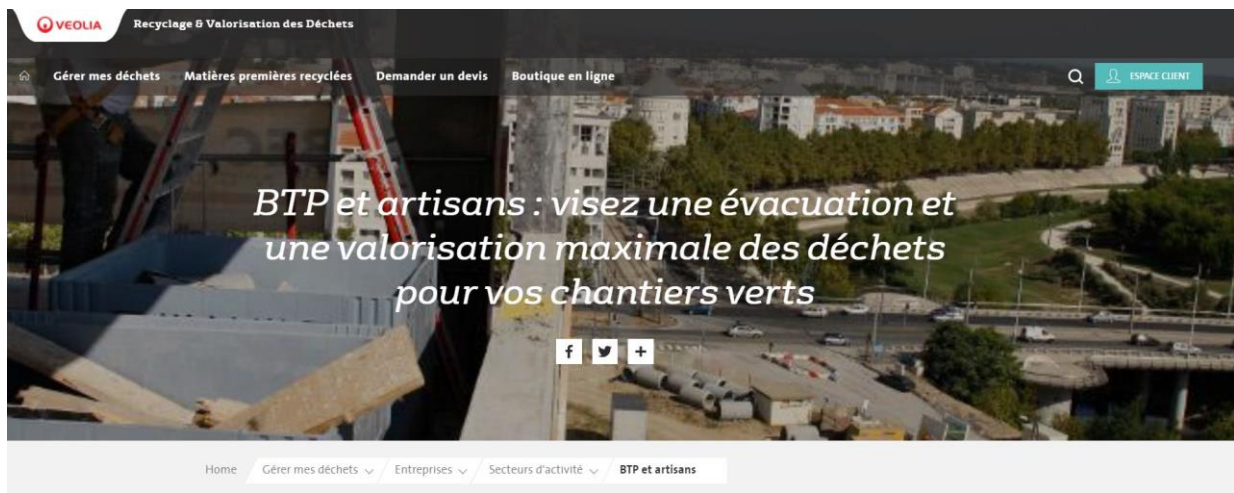 VEOLIA
Recyclage & Valorisation des Déchets
Gérer mes déchets
Matières premières recyclées
Demander un devis
Boutique en ligne
ESPACE CLIENT
BTP et artisans : visez une évacuation et
une valorisation maximale des déchets
pour vos chantiers verts
Home
Gérer mes déchets
Entreprises
Secteurs d'activité
BTP et artisans